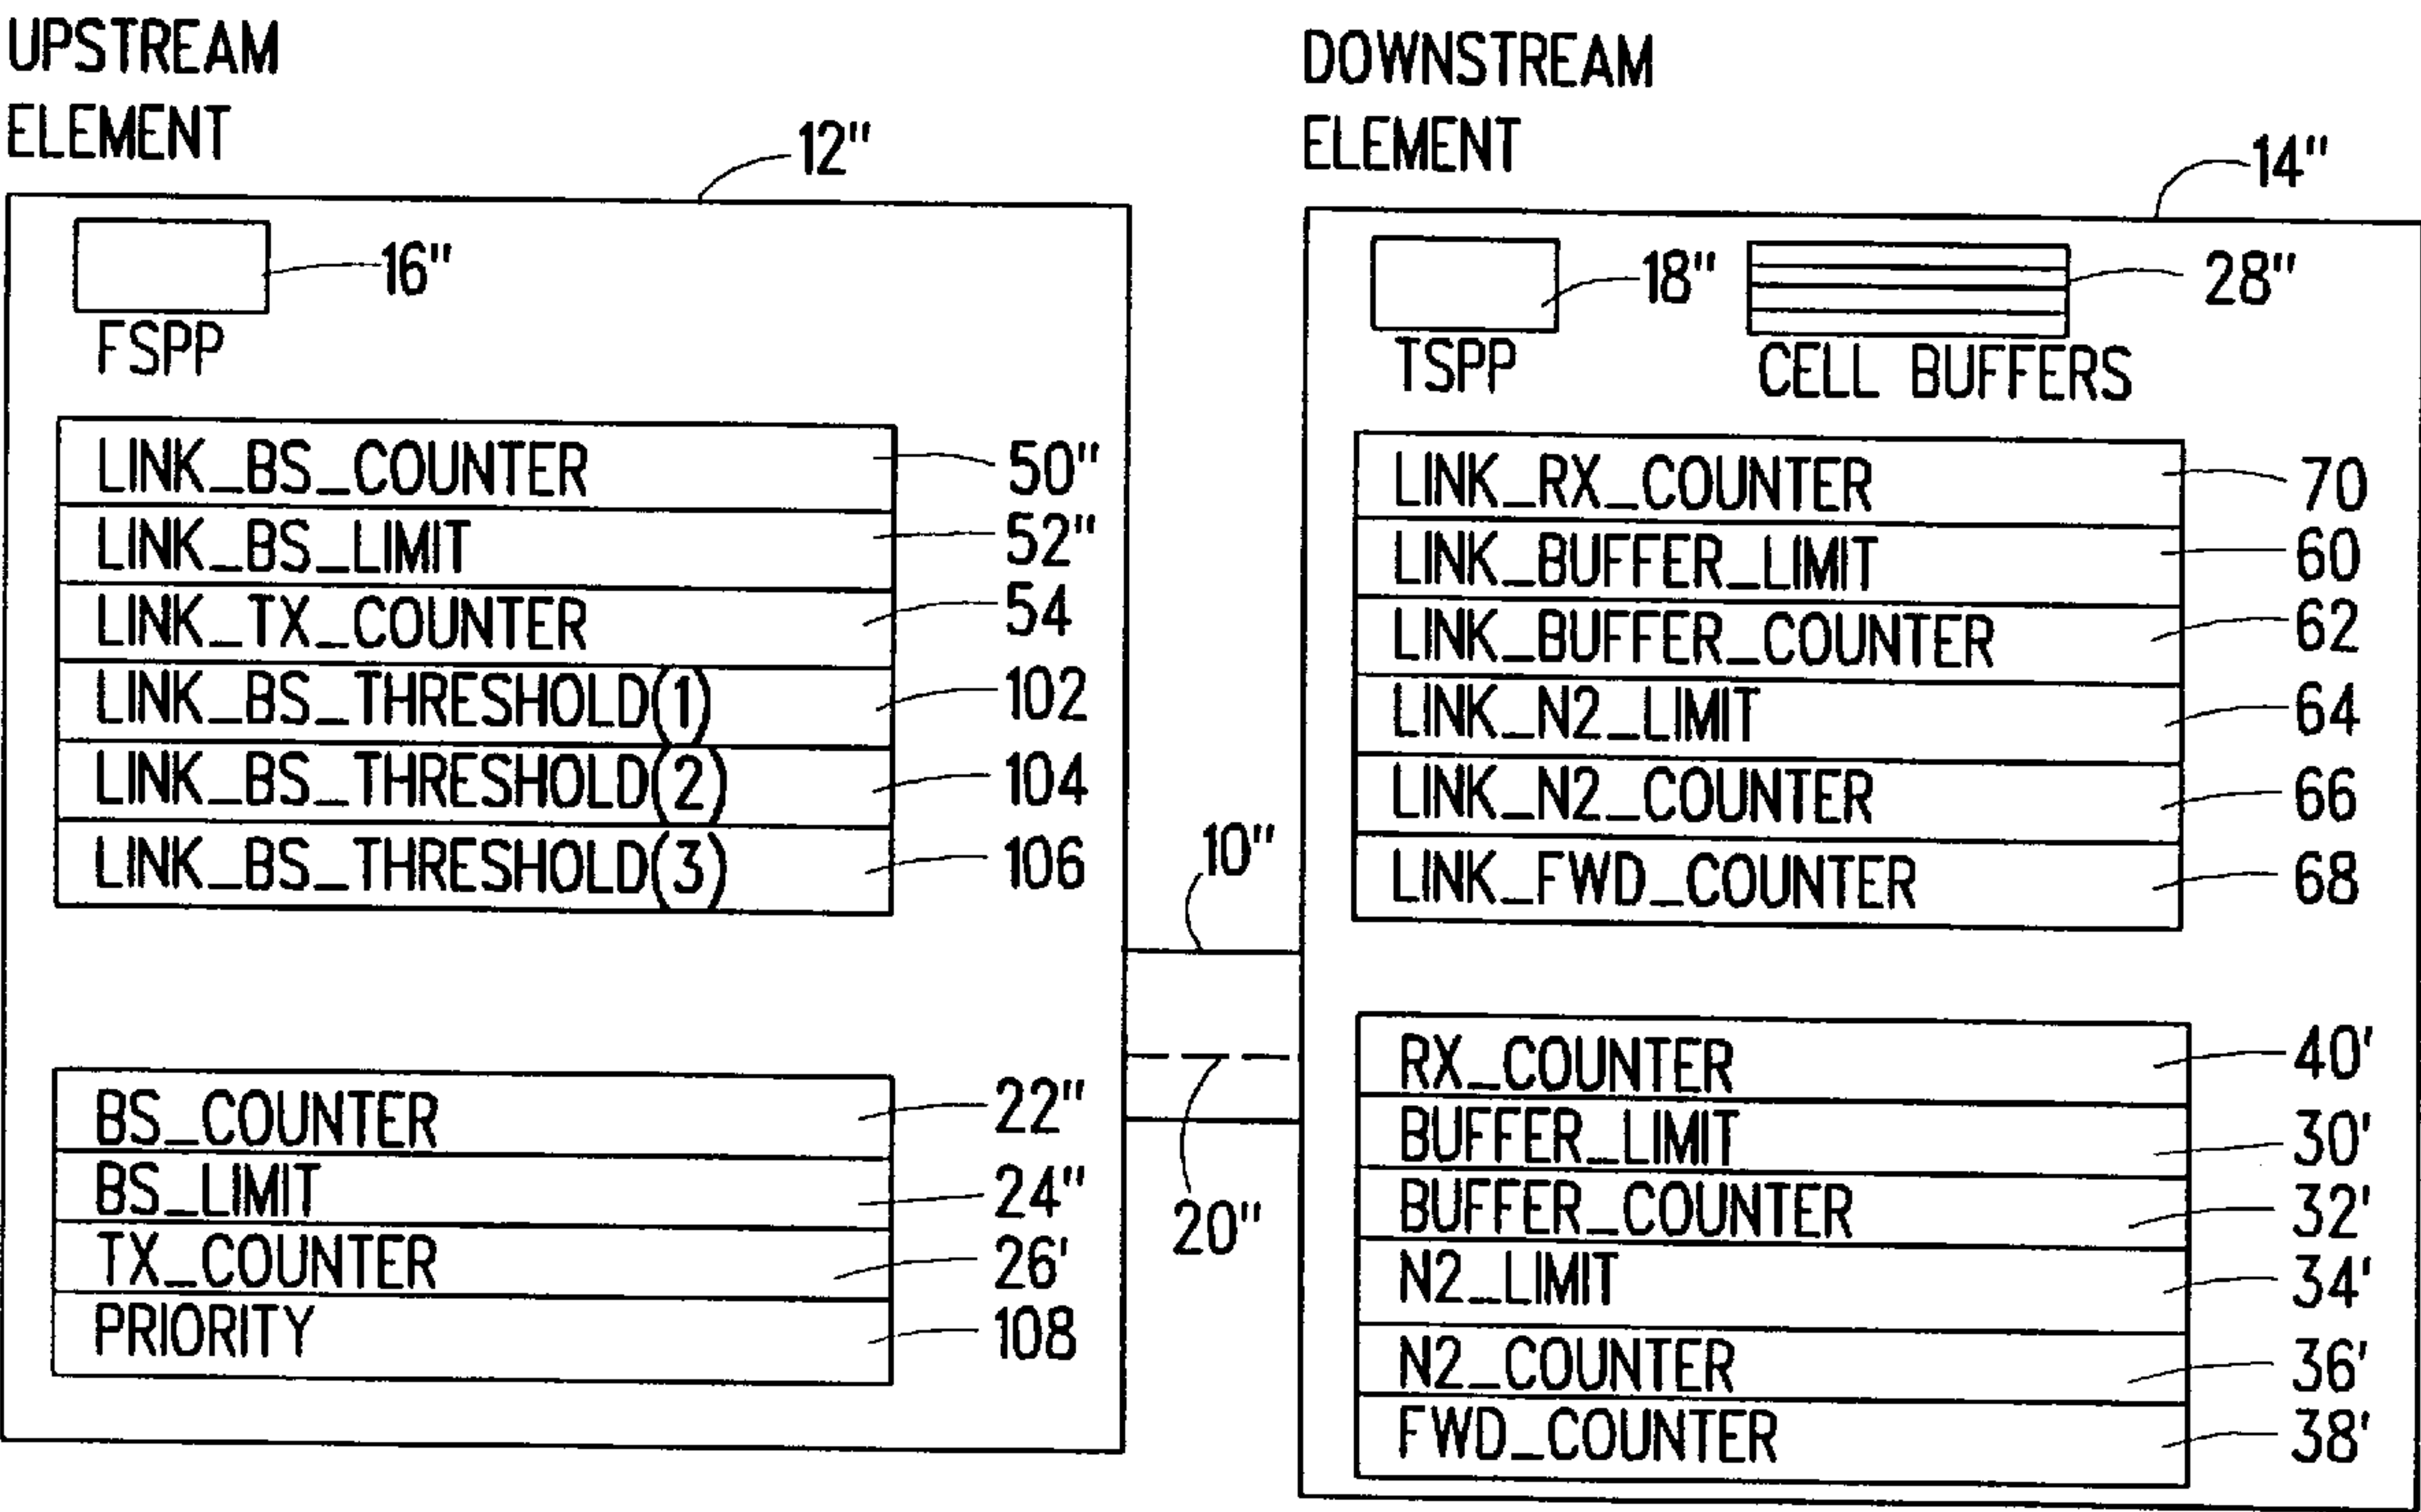 UPSTREAM
ELEMENT
12"
16"
FSPP
LINK_BS_COUNTER 50"
LINK_BS_LIMIT 52"
LINK_TX_COUNTER 54
LINK_BS_THRESHOLD(1) 102
LINK_BS_THRESHOLD(2) 104
LINK_BS_THRESHOLD(3) 106
BS_COUNTER 22"
BS_LIMIT 24"
TX_COUNTER 26'
PRIORITY 108
10"
20"
DOWNSTREAM
ELEMENT
14"
18"
28"
TSPP
CELL BUFFERS
LINK_RX_COUNTER 70
LINK_BUFFER_LIMIT 60
LINK_BUFFER_COUNTER 62
LINK_N2_LIMIT 64
LINK_N2_COUNTER 66
LINK_FWD_COUNTER 68
RX_COUNTER 40'
BUFFER_LIMIT 30'
BUFFER_COUNTER 32'
N2_LIMIT 34'
N2_COUNTER 36'
FWD_COUNTER 38'